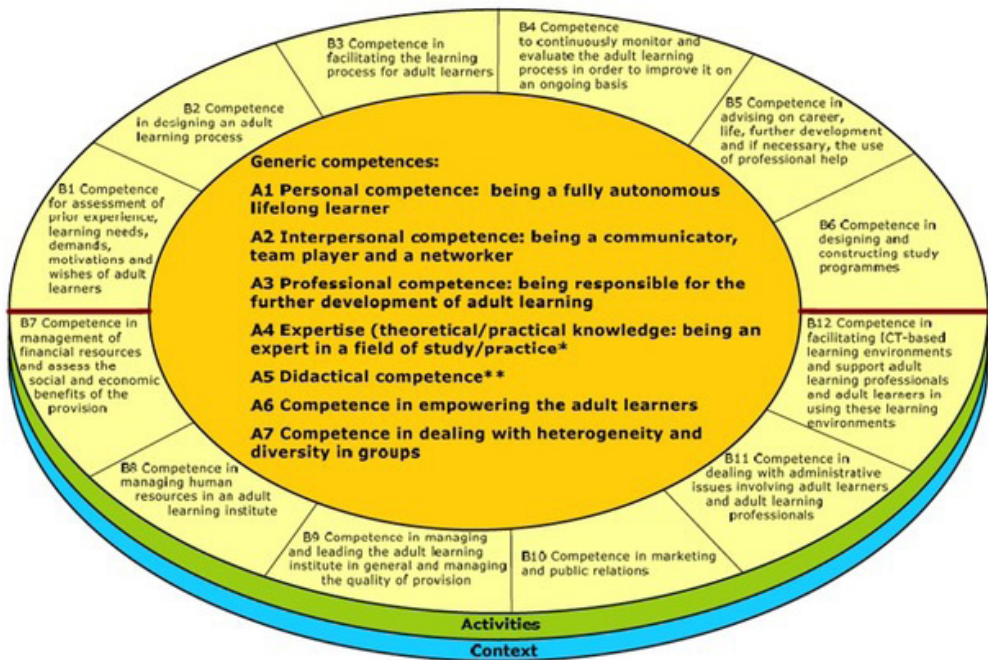 Generic competences:
A1 Personal competence: being a fully autonomous
lifelong learner
A2 Interpersonal competence: being a communicator,
team player and a networker
A3 Professional competence: being responsible for the
further development of adult learning
A4 Expertise (theoretical/practical knowledge: being an
expert in a field of study/practice*
A5 Didactical competence**
A6 Competence in empowering the adult learners
A7 Competence in dealing with heterogeneity and
diversity in groups
B1 Competence
for assessment of
prior experience,
learning needs,
demands,
motivations and
wishes of adult
learners
B2 Competence
in designing an adult
learning process
B3 Competence in
facilitating the learning
process for adult learners
B4 Competence
to continuously monitor and
evaluate the adult learning
process in order to improve it on
an ongoing basis
B5 Competence in
advising on career,
life, further development
and if necessary, the use
of professional help
B6 Competence in
designing and
constructing study
programmes
B7 Competence in
management of
financial resources
and assess the
social and economic
benefits of the
provision
B8 Competence in
managing human
resources in an adult
learning institute
B9 Competence in managing
and leading the adult learning
institute in general and managing
the quality of provision
B10 Competence in marketing
and public relations
B11 Competence in
dealing with administrative
issues involving adult learners
and adult learning
professionals
B12 Competence in
facilitating ICT-based
learning environments
and support adult
learning professionals
and adult learners in
using these learning
environments
Activities
Context